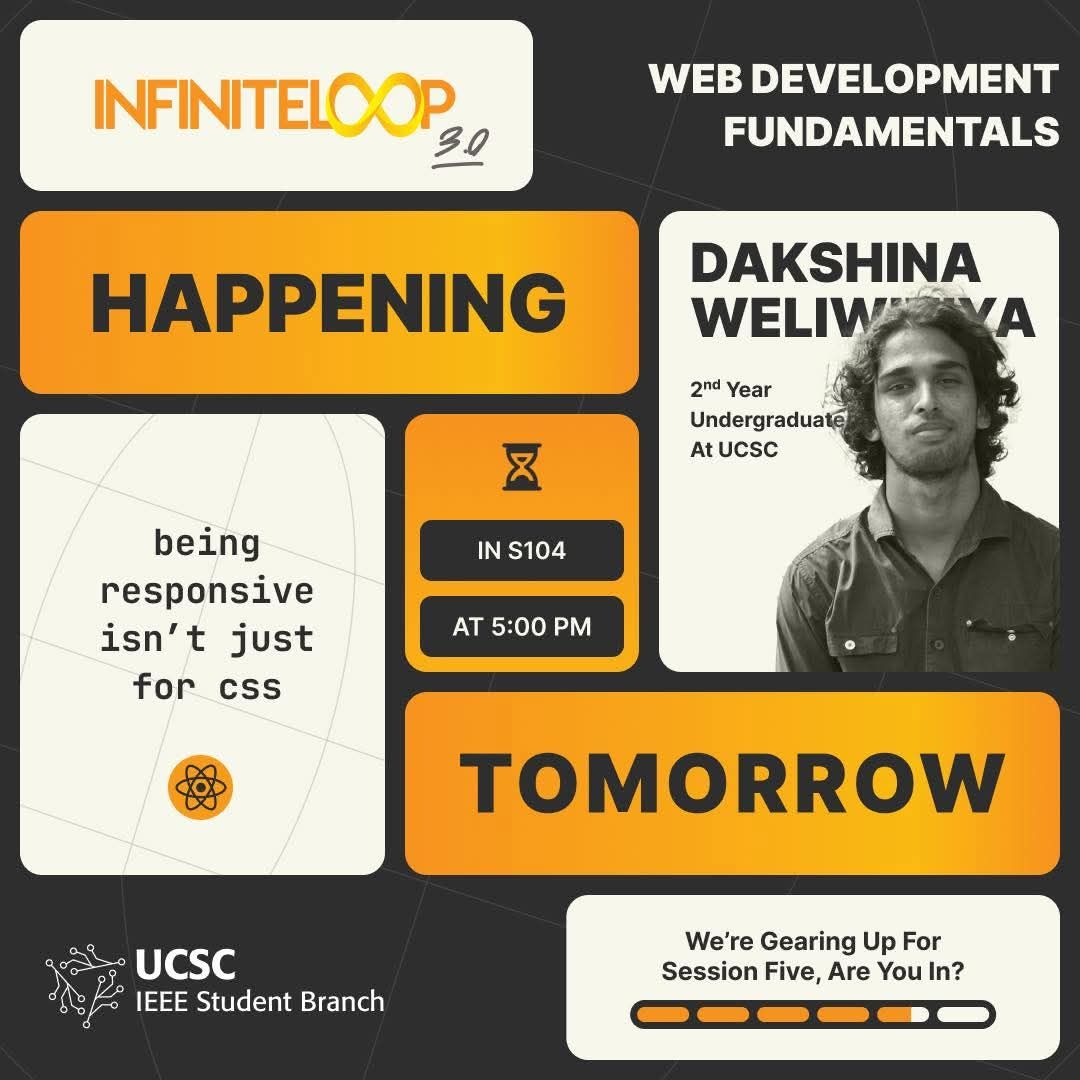 INFINITELOOP
3.0
WEB DEVELOPMENT
FUNDAMENTALS
HAPPENING
DAKSHINA
2nd Year
Undergraduate
At UCSC
being
responsive
isn’t just
for css
IN S104
AT 5:00 PM
TOMORROW
UCSC
IEEE Student Branch
We’re Gearing Up For
Session Five, Are You In?